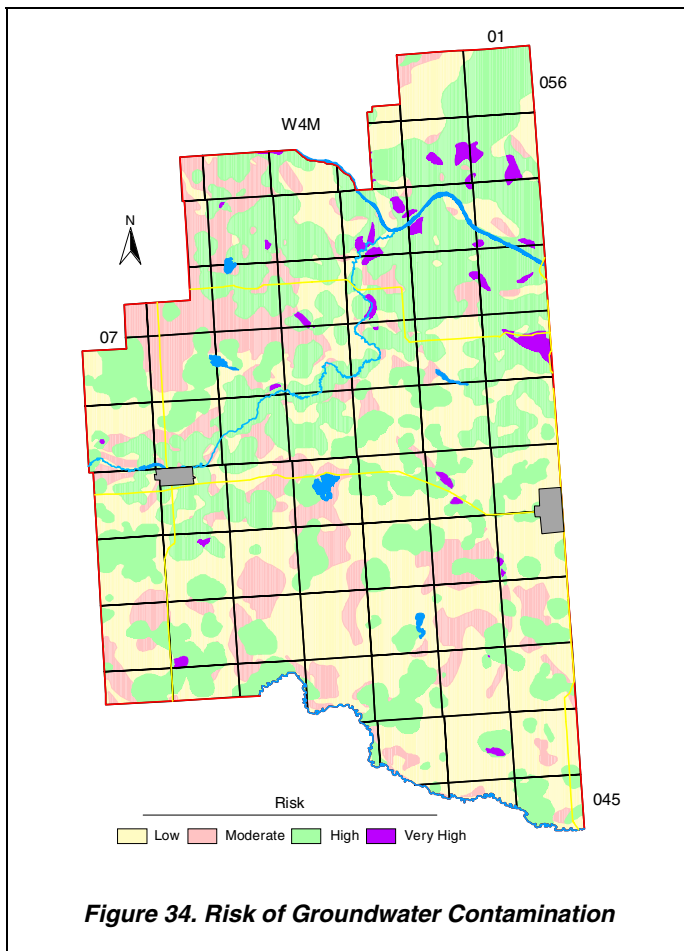 01
056
W4M
N
07
045
Risk
Low Moderate High Very High
Figure 34. Risk of Groundwater Contamination